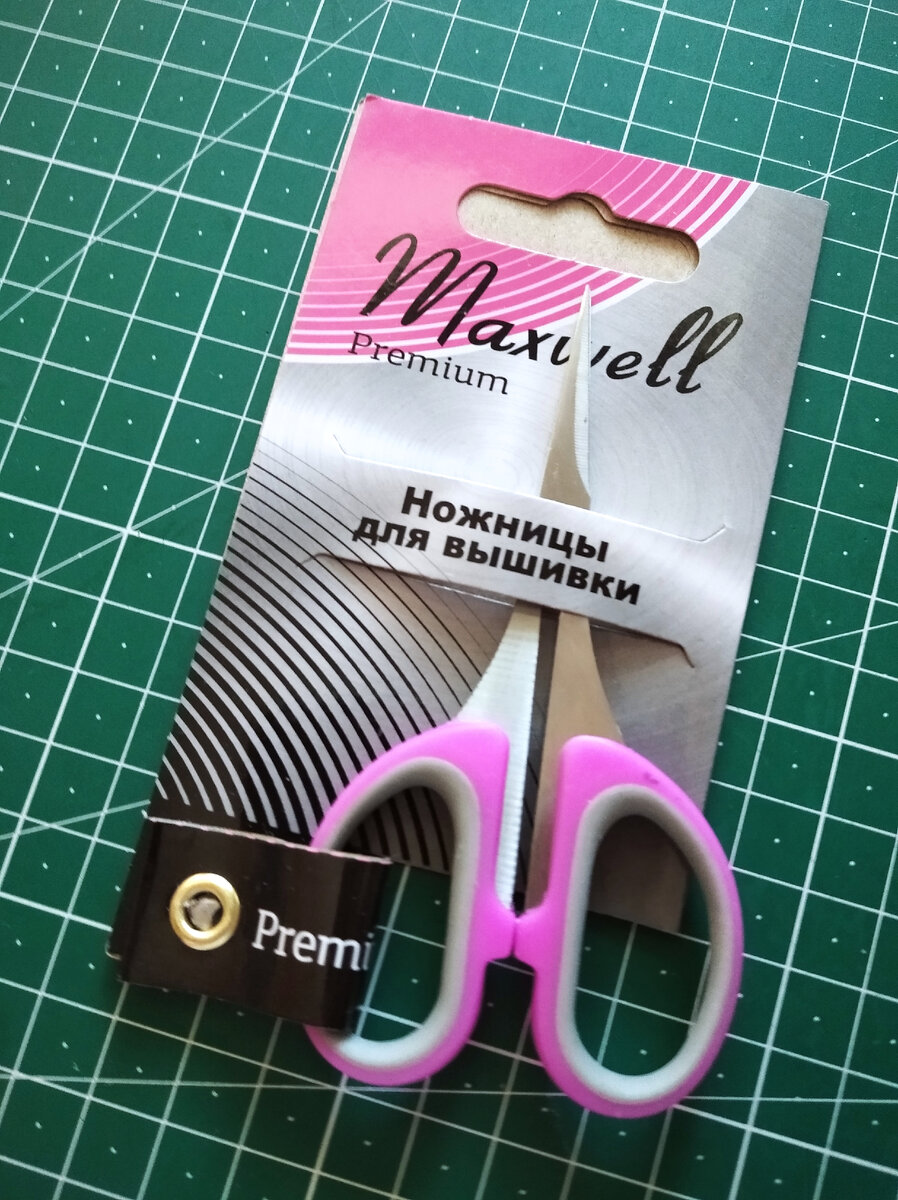 Maxwell
Premium
Ножницы
для вышивки
Premi